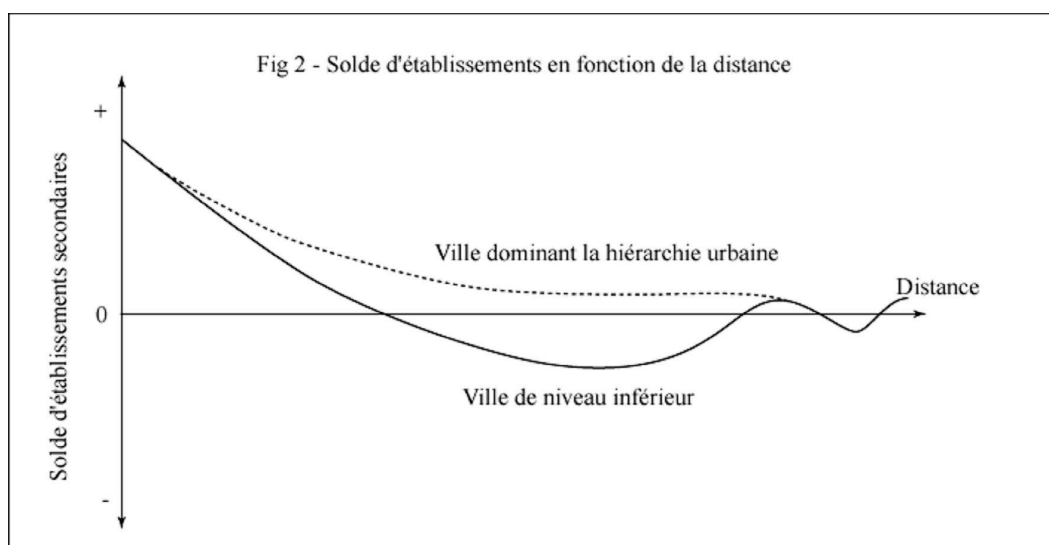 Fig 2 - Solde d'établissements en fonction de la distance
+
Solde d'établissements secondaires
Ville dominant la hiérarchie urbaine
Distance
0
Ville de niveau inférieur
-